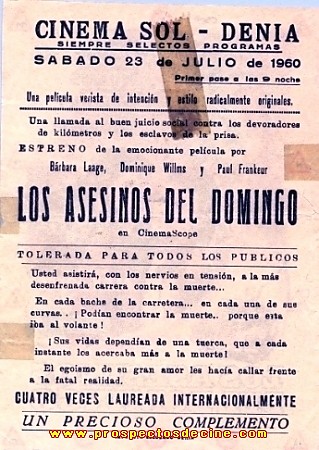 CINEMA SOL - DENIA
SIEMPRE SELECTOS PROGRAMAS
SABADO 23 de JULIO de 1960
Primer pase a las 9 noche
Una película verista de intención y estilo radicalmente originales.
Una llamada al buen juicio social contra los devoradores
de kilómetros y los esclavos de la prisa.
ESTRENO de la emocionante película por
Bárbara Laage, Dominique Willms y Paul Frankeur
LOS ASESINOS DEL DOMINGO
en CinemaScope
TOLERADA PARA TODOS LOS PUBLICOS
Usted asistirá, con los nervios en tensión, a la más
desenfrenada carrera contra la muerte...
En cada bache de la carretera... en cada una de sus
curvas.. ¡Podían encontrar la muerte.. porque esta
iba al volante!
¡Sus vidas dependían de una tuerca, que a cada
instante los acercaba más a la muerte!
El egoismo de su gran amor les hacía callar frente
a la fatal realidad.
CUATRO VECES LAUREADA INTERNACIONALMENTE
UN PRECIOSO COMPLEMENTO
www.prospectosdecine.com